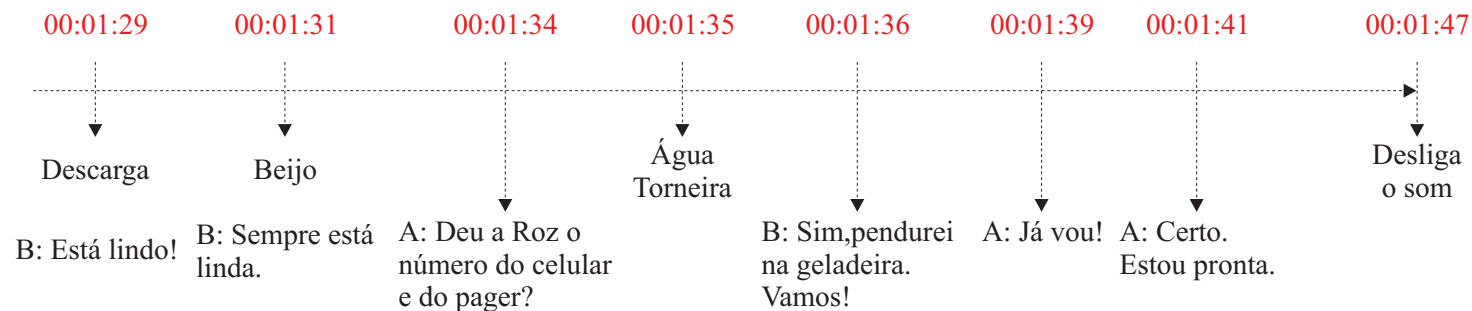 00:01:29 00:01:31 00:01:34 00:01:35 00:01:36 00:01:39 00:01:41 00:01:47
Descarga
Beijo
Água
Torneira
Desliga
o som
B: Está lindo!
B: Sempre está
linda.
A: Deu a Roz o
número do celular
e do pager?
B: Sim,pendurei
na geladeira.
Vamos!
A: Já vou!
A: Certo.
Estou pronta.